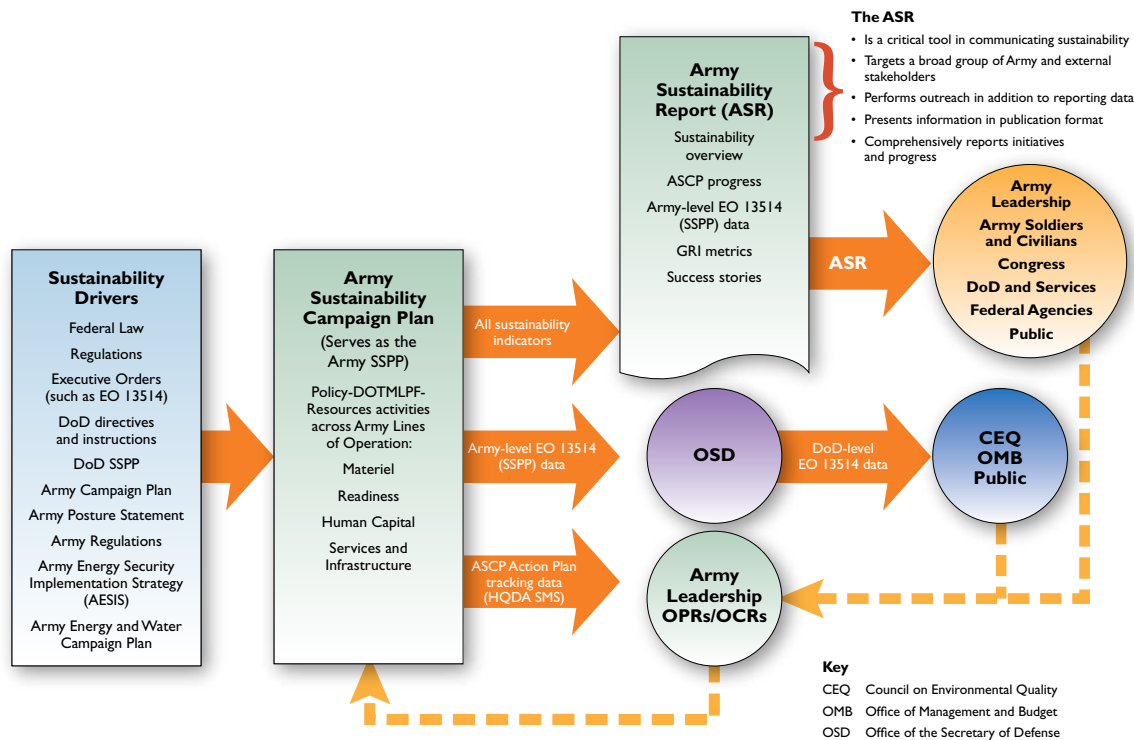 The ASR
• Is a critical tool in communicating sustainability
• Targets a broad group of Army and external
stakeholders
• Performs outreach in addition to reporting data
• Presents information in publication format
• Comprehensively reports initiatives
and progress
Army
Sustainability
Report (ASR)
Sustainability
overview
ASCP progress
Army-level EO 13514
(SSPP) data
GRI metrics
Success stories
ASR
Army
Leadership
Army Soldiers
and Civilians
Congress
DoD and Services
Federal Agencies
Public
Sustainability
Drivers
Federal Law
Regulations
Executive Orders
(such as EO 13514)
DoD directives
and instructions
DoD SSPP
Army Campaign Plan
Army Posture Statement
Army Regulations
Army Energy Security
Implementation Strategy
(AESIS)
Army Energy and Water
Campaign Plan
Army
Sustainability
Campaign Plan
(Serves as the
Army SSPP)
Policy-DOTMLPF-
Resources activities
across Army Lines
of Operation:
Materiel
Readiness
Human Capital
Services and
Infrastructure
All sustainability
indicators
Army-level EO 13514
(SSPP) data
OSD
DoD-level
EO 13514 data
CEQ
OMB
Public
ASCP Action Plan
tracking data
(HQDA SMS)
Army
Leadership
OPRs/OCRs
Key
CEQ Council on Environmental Quality
OMB Office of Management and Budget
OSD Office of the Secretary of Defense